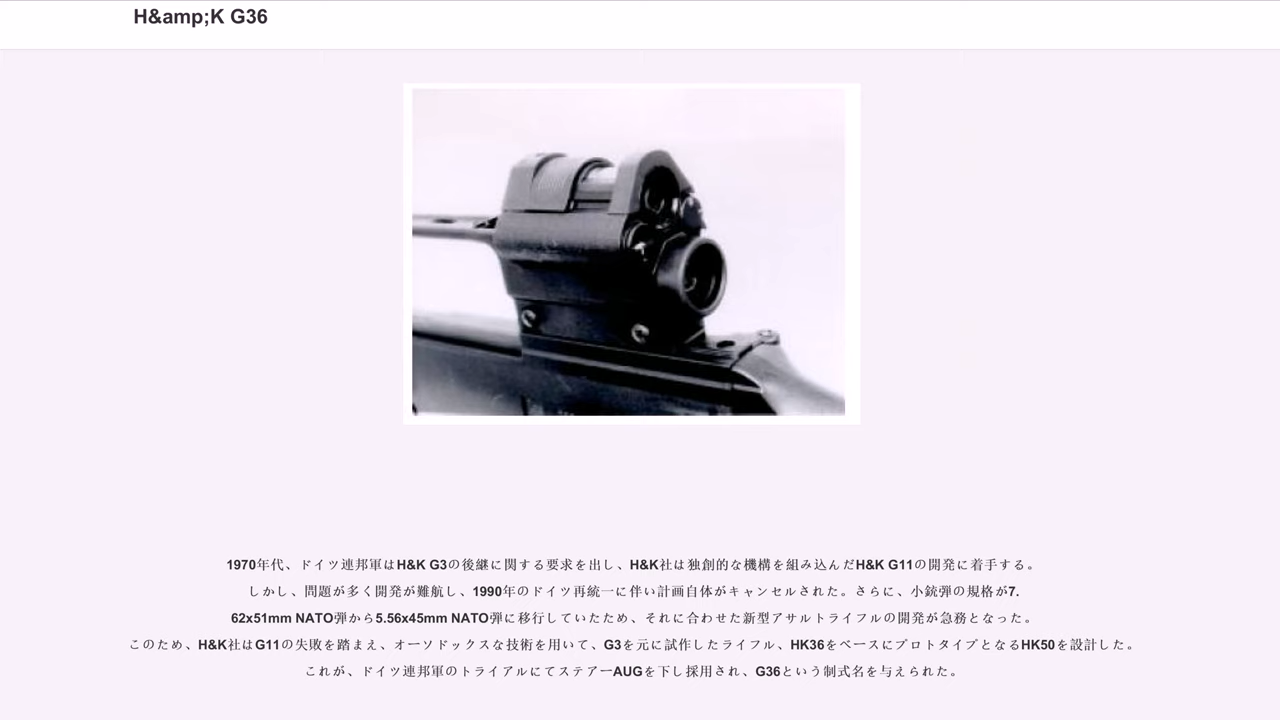 H&amp;K G36
1970年代、ドイツ連邦軍はH&K G3の後継に関する要求を出し、H&K社は独創的な機構を組み込んだH&K G11の開発に着手する。
しかし、問題が多く開発が難航し、1990年のドイツ再統一に伴い計画自体がキャンセルされた。さらに、小銃弾の規格が7.
62x51mm NATO弾から5.56x45mm NATO弾に移行していたため、それに合わせた新型アサルトライフルの開発が急務となった。
このため、H&K社はG11の失敗を踏まえ、オーソドックスな技術を用いて、G3を元に試作したライフル、HK36をベースにプロトタイプとなるHK50を設計した。
これが、ドイツ連邦軍のトライアルにてステアーAUGを下し採用され、G36という制式名を与えられた。